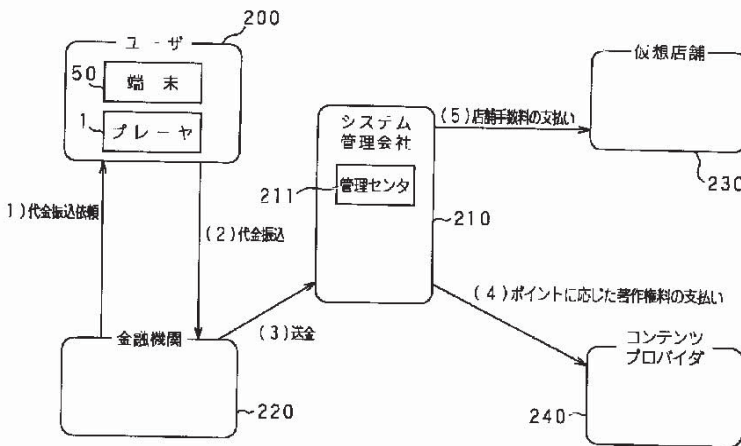 200
ユーザ
50
端末
1
プレーヤ
仮想店舗
230
システム
管理会社
管理センタ
211
210
(5)店舗手数料の支払い
1)代金振込依頼
(2)代金振込
(3)送金
(4)ポイントに応じた著作権料の支払い
金融機関
220
コンテンツ
プロバイダ
240